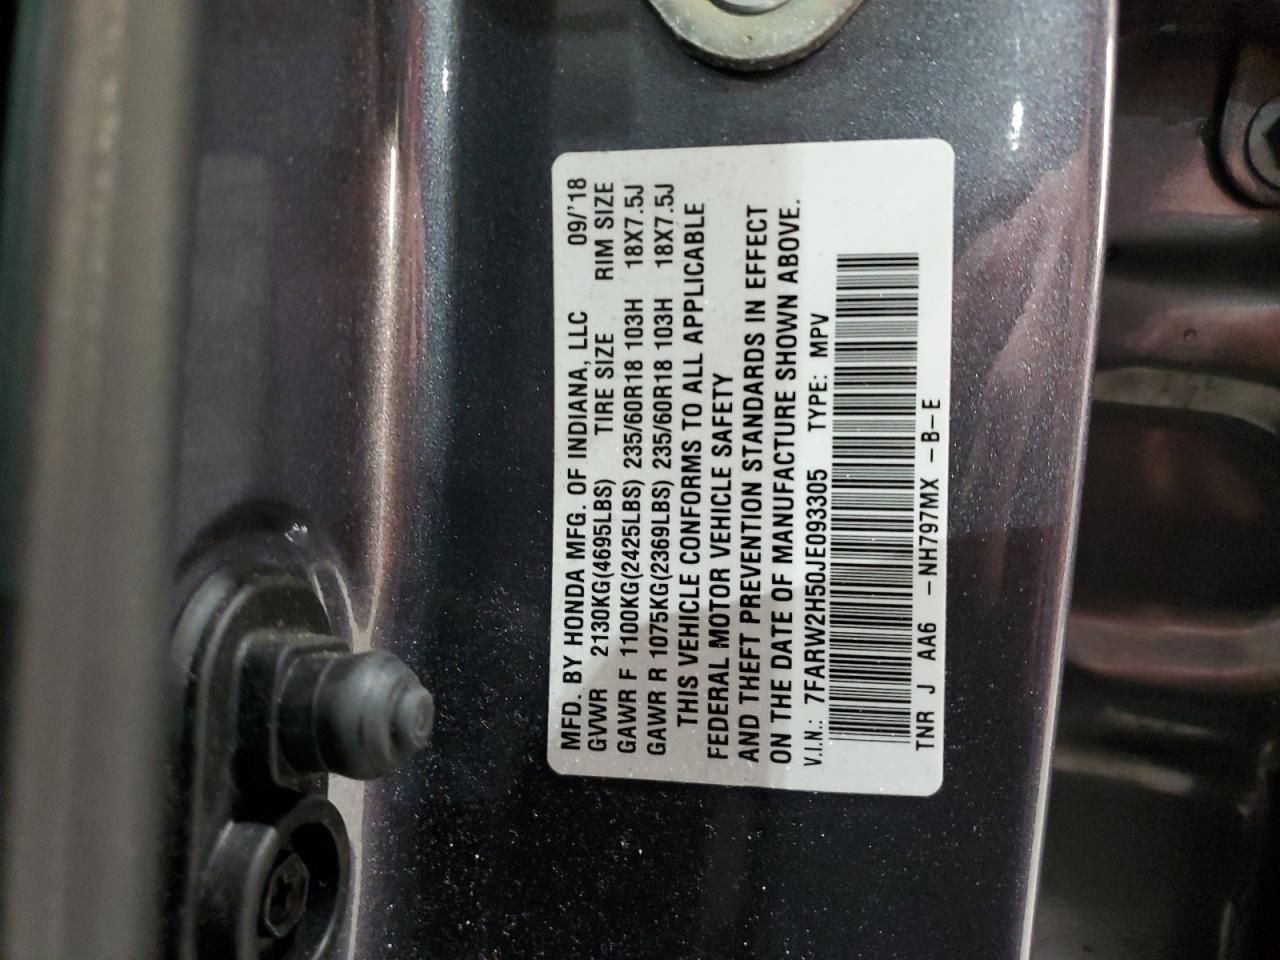 MFD. BY HONDA MFG. OF INDIANA, LLC 09/'18
GVWR 2130KG(4695LBS) TIRE SIZE RIM SIZE
GAWR F 1100KG(2425LBS) 235/60R18 103H 18X7.5J
GAWR R 1075KG(2369LBS) 235/60R18 103H 18X7.5J
THIS VEHICLE CONFORMS TO ALL APPLICABLE
FEDERAL MOTOR VEHICLE SAFETY
AND THEFT PREVENTION STANDARDS IN EFFECT
ON THE DATE OF MANUFACTURE SHOWN ABOVE.
V.I.N.: 7FARW2H50JE093305 TYPE: MPV
TNR J AA6 -NH797MX -B-E